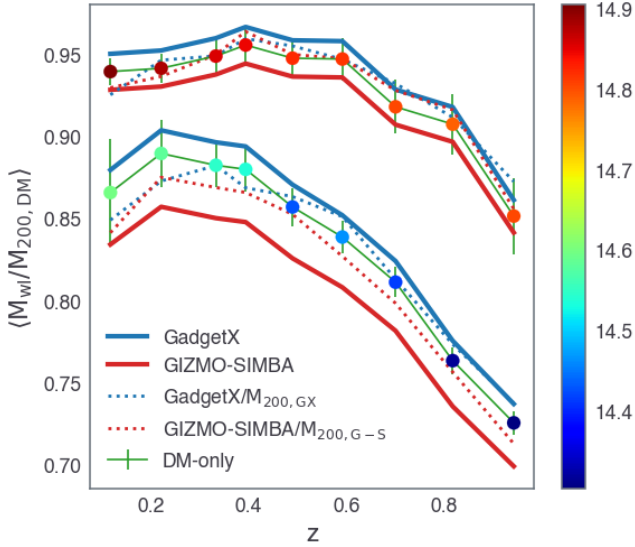 14.9
0.95
14.8
0.90
14.7
0.85
14.6
0.80
14.5
0.75
14.4
0.70
⟨M_wl/M_200, DM⟩
GadgetX
GIZMO-SIMBA
GadgetX/M_200, GX
GIZMO-SIMBA/M_200, G−S
DM-only
0.2 0.4 0.6 0.8
z